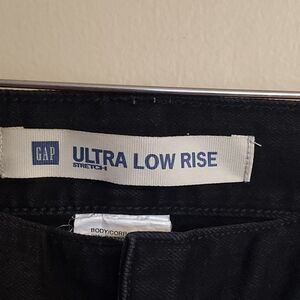 GAP
ULTRA LOW RISE
STRETCH
BODY/CORP